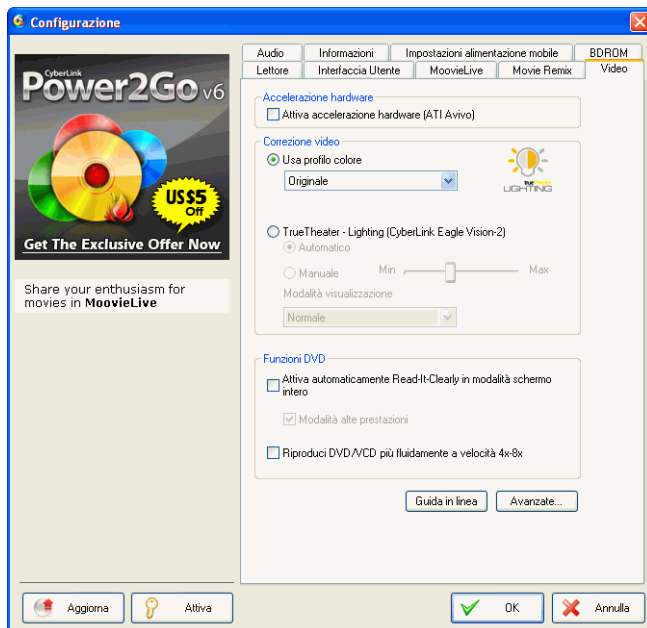 Configurazione
CyberLink
Power2Go v6
US$5
Off
Get The Exclusive Offer Now
Share your enthusiasm for
movies in MoovieLive
Audio
Informazioni
Impostazioni alimentazione mobile
BDROM
Lettore
Interfaccia Utente
MoovieLive
Movie Remix
Video
Accelerazione hardware
Attiva accelerazione hardware (ATI Avivo)
Correzione video
Usa profilo colore
Originale
True Theater
LIGHTING
TrueTheater - Lighting (CyberLink Eagle Vision-2)
Automatico
Manuale
Min
Max
Modalità visualizzazione
Normale
Funzioni DVD
Attiva automaticamente Read-It-Clearly in modalità schermo
intero
Modalità alte prestazioni
Riproduci DVD/VCD più fluidamente a velocità 4x-8x
Guida in linea
Avanzate...
Aggiorna
Attiva
OK
Annulla